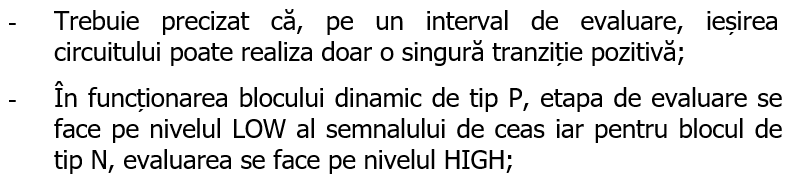 - Trebuie precizat că, pe un interval de evaluare, ieșirea
circuitului poate realiza doar o singură tranziție pozitivă;
- În funcționarea blocului dinamic de tip P, etapa de evaluare se
face pe nivelul LOW al semnalului de ceas iar pentru blocul de
tip N, evaluarea se face pe nivelul HIGH;